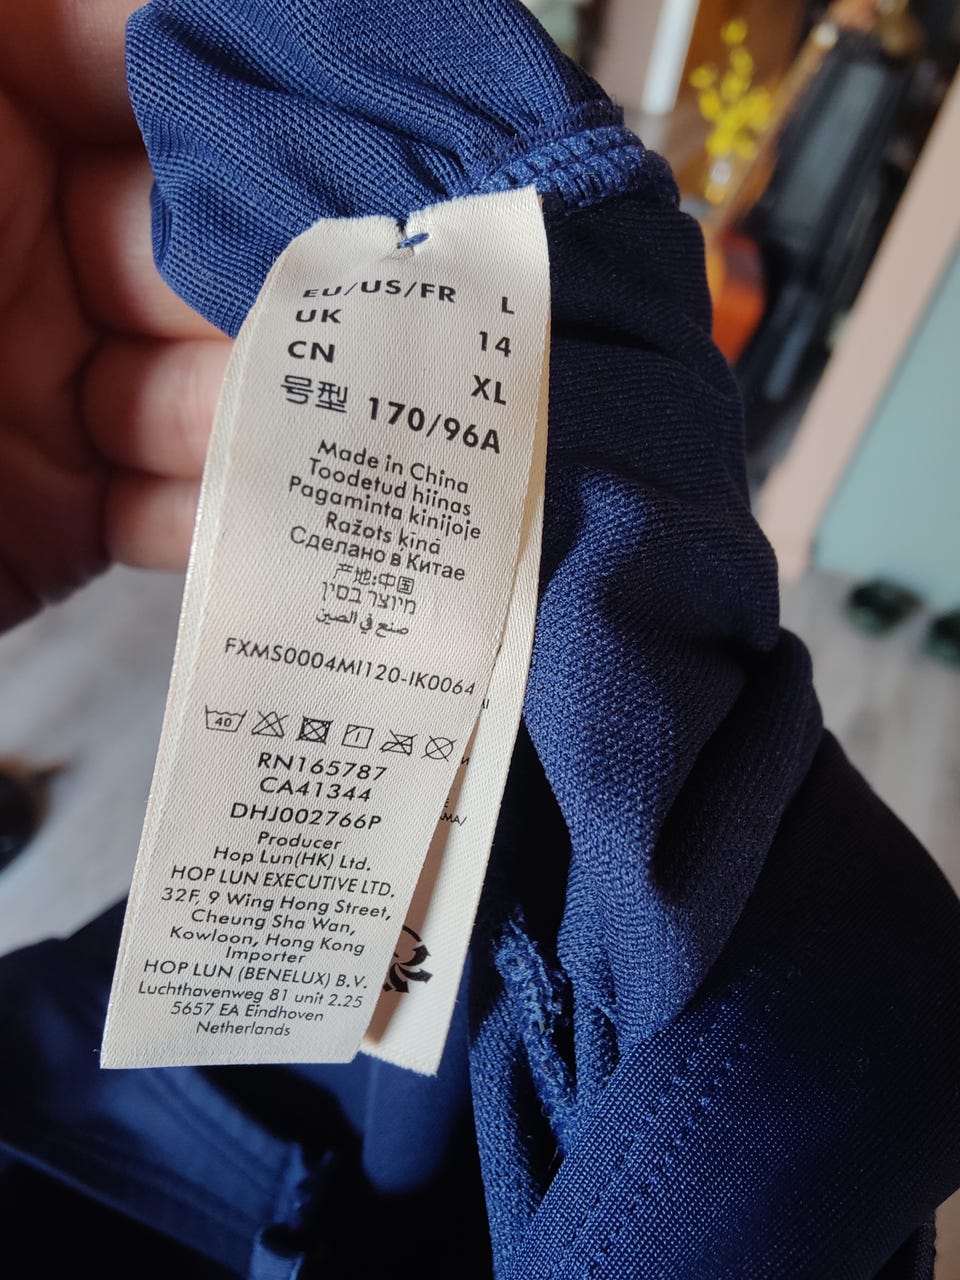 EU/US/FR L
UK 14
CN XL
号型 170/96A
Made in China
Toodetud hiinas
Pagaminta kinijoje
Ražots kīnā
Сделано в Китае
产地:中国
מיוצר בסין
صنع في الصين
FXMS0004MI120-IK0064
40
RN165787
CA41344
DHJ002766P
Producer
Hop Lun(HK) Ltd.
HOP LUN EXECUTIVE LTD.
32F, 9 Wing Hong Street,
Cheung Sha Wan,
Kowloon, Hong Kong
Importer
HOP LUN (BENELUX) B.V.
Luchthavenweg 81 unit 2.25
5657 EA Eindhoven
Netherlands